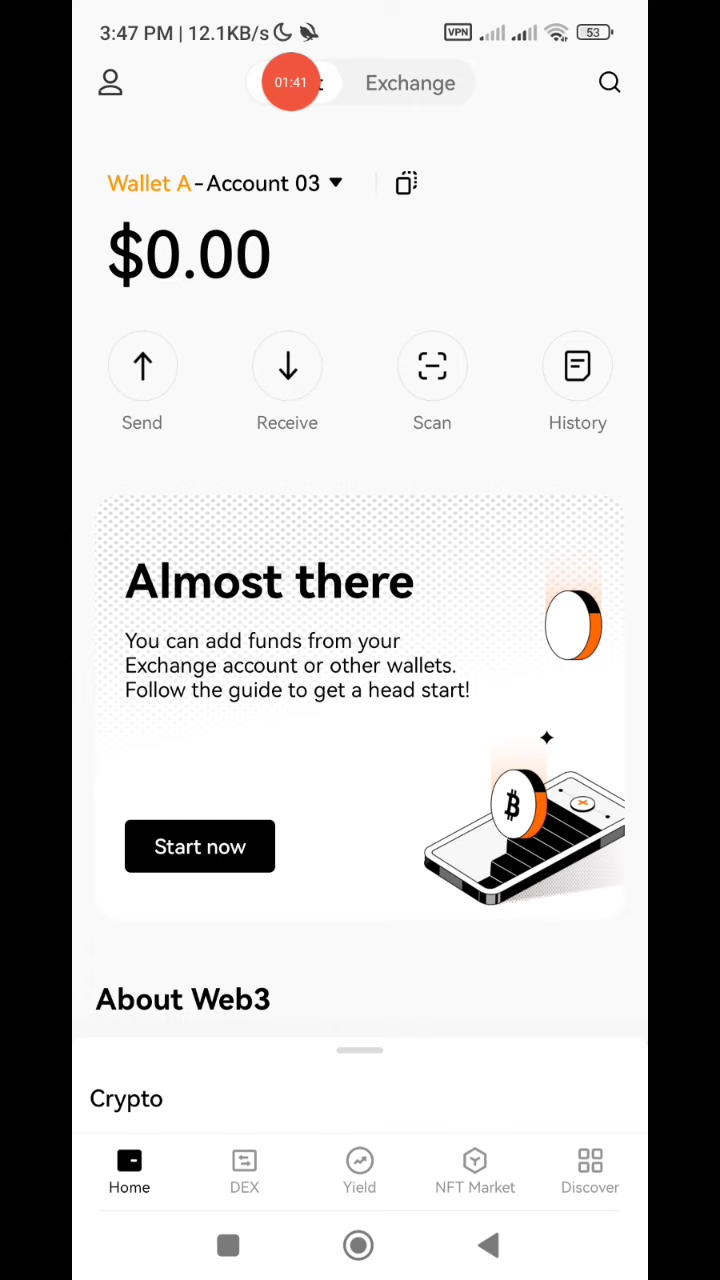 3:47 PM | 12.1KB/s
VPN
53
01:41
Exchange
Wallet A-Account 03
$0.00
Send
Receive
Scan
History
Almost there
You can add funds from your
Exchange account or other wallets.
Follow the guide to get a head start!
Start now
About Web3
Crypto
Home
DEX
Yield
NFT Market
Discover